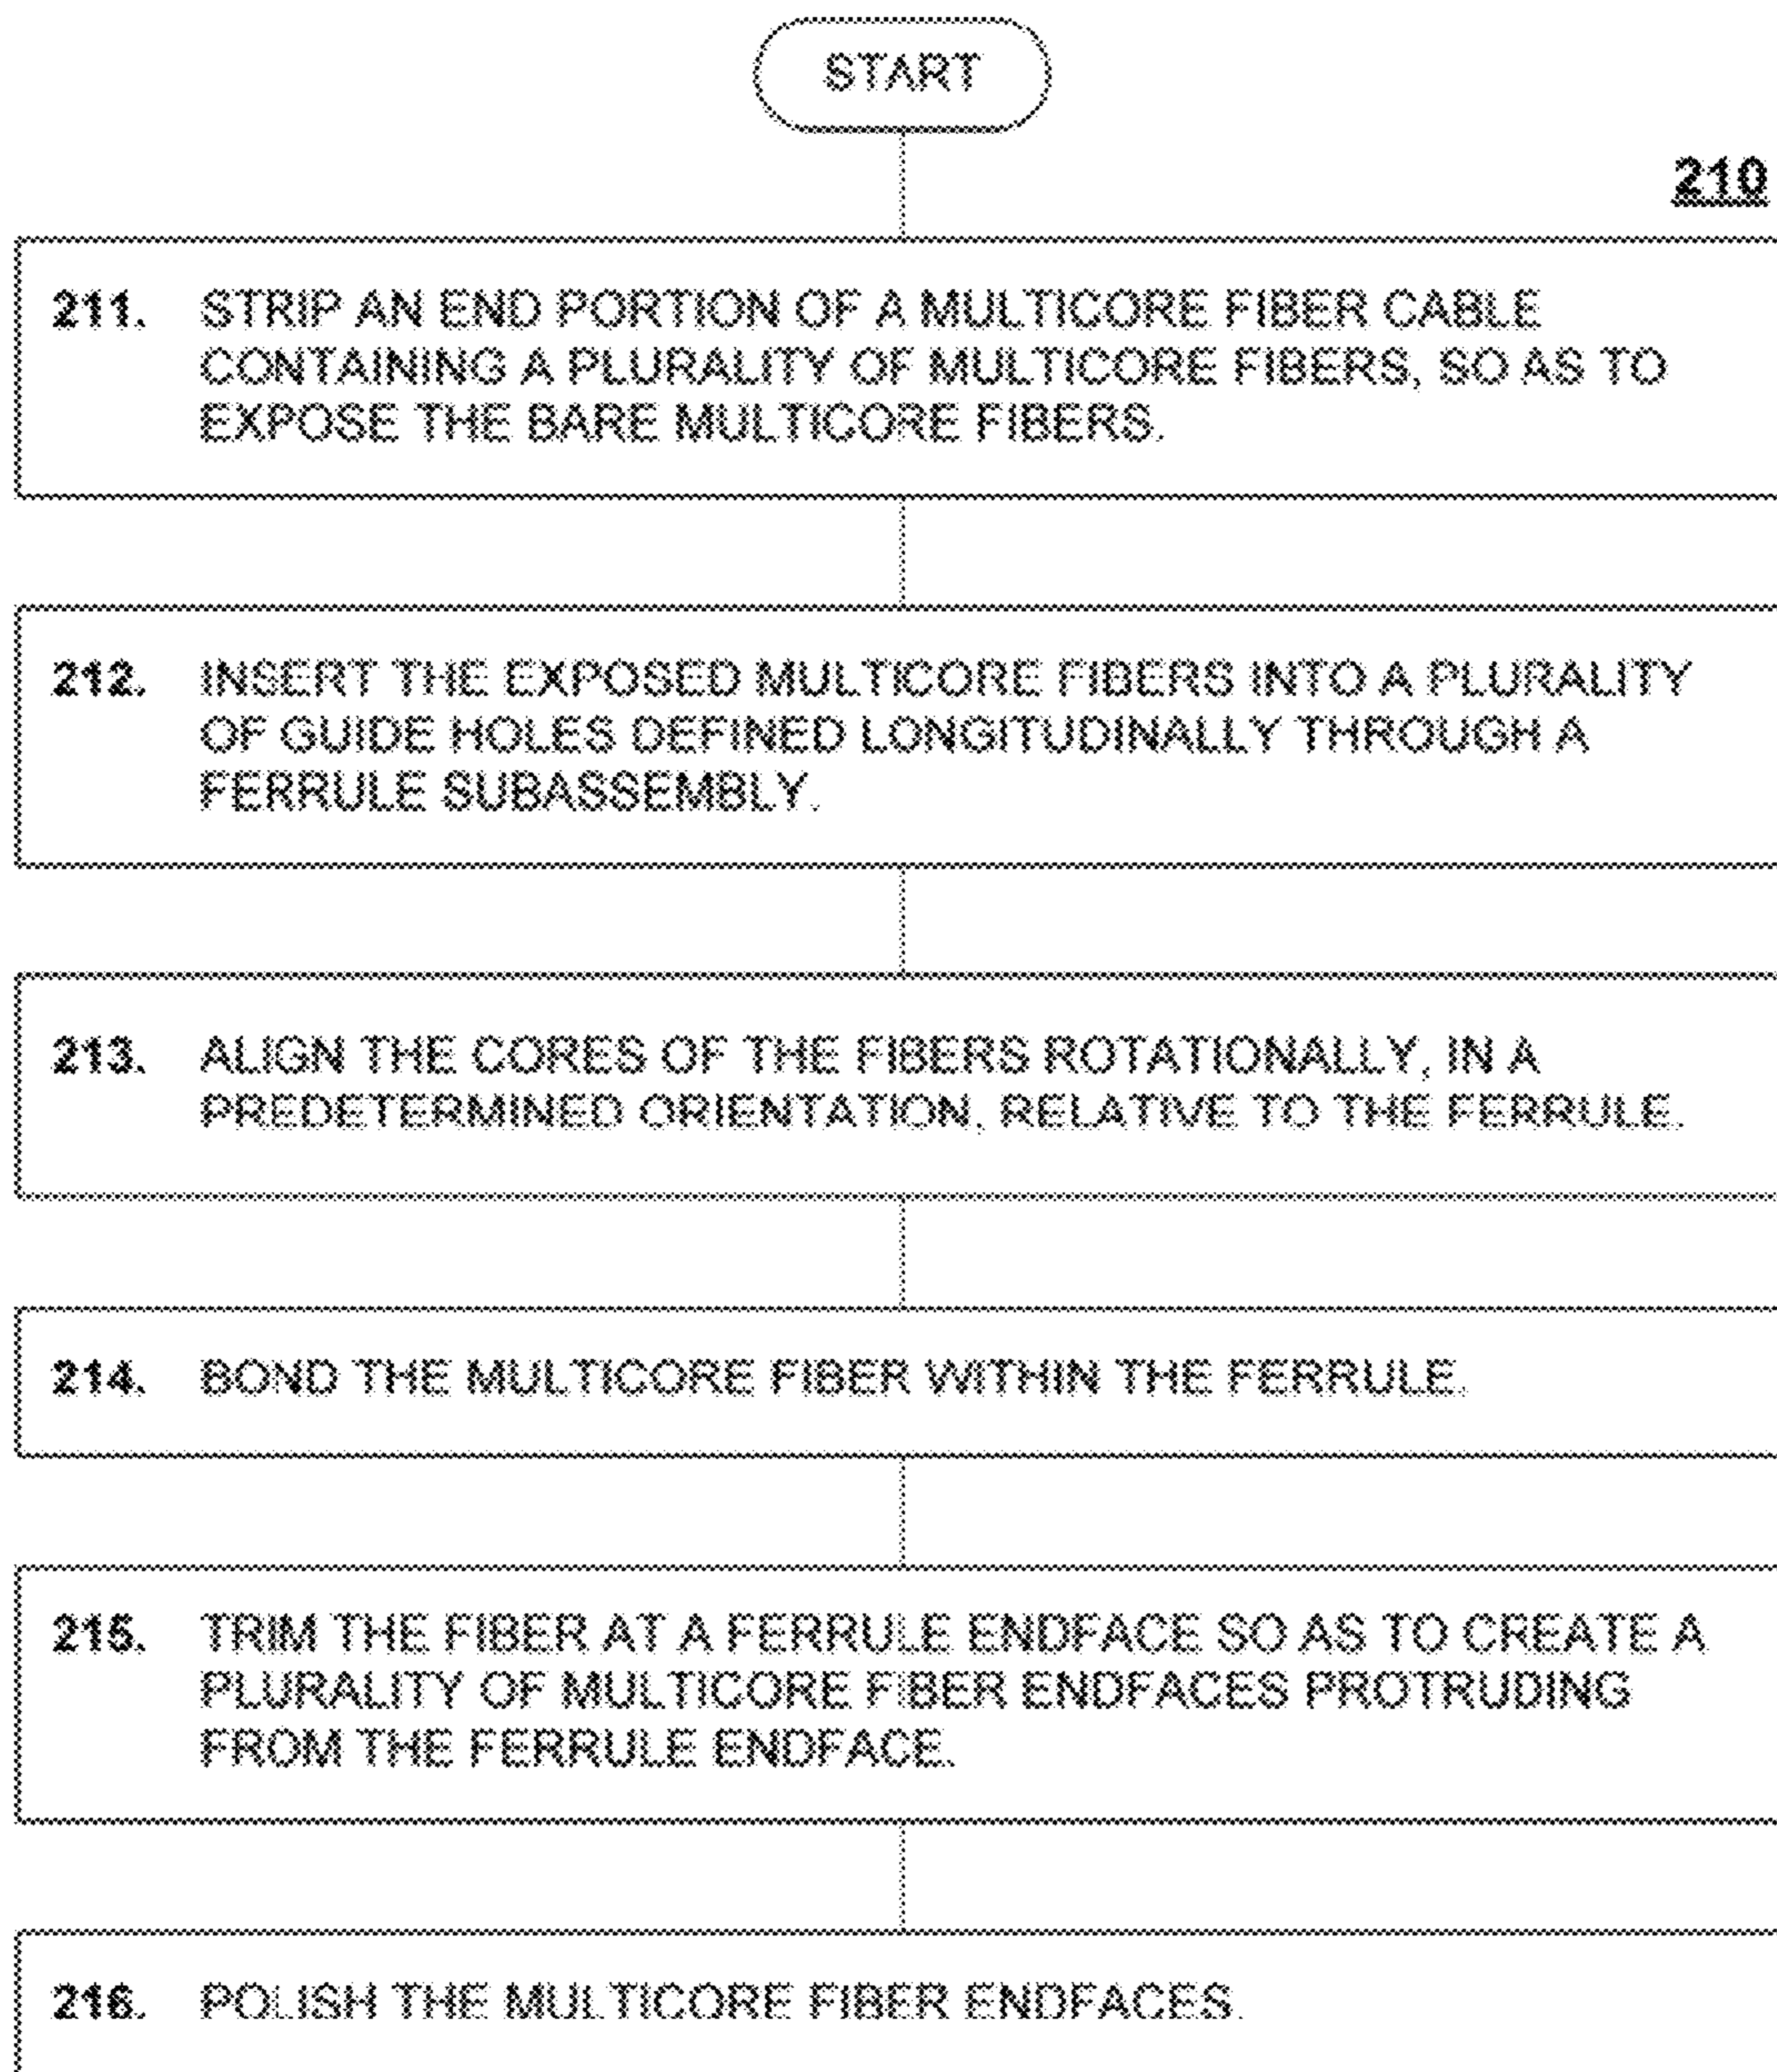 START
210
211. STRIP AN END PORTION OF A MULTICORE FIBER CABLE
CONTAINING A PLURALITY OF MULTICORE FIBERS, SO AS TO
EXPOSE THE BARE MULTICORE FIBERS.
212. INSERT THE EXPOSED MULTICORE FIBERS INTO A PLURALITY
OF GUIDE HOLES DEFINED LONGITUDINALLY THROUGH A
FERRULE SUBASSEMBLY.
213. ALIGN THE CORES OF THE FIBERS ROTATIONALLY, IN A
PREDETERMINED ORIENTATION, RELATIVE TO THE FERRULE.
214. BOND THE MULTICORE FIBER WITHIN THE FERRULE.
215. TRIM THE FIBER AT A FERRULE ENDFACE SO AS TO CREATE A
PLURALITY OF MULTICORE FIBER ENDFACES PROTRUDING
FROM THE FERRULE ENDFACE.
216. POLISH THE MULTICORE FIBER ENDFACES.